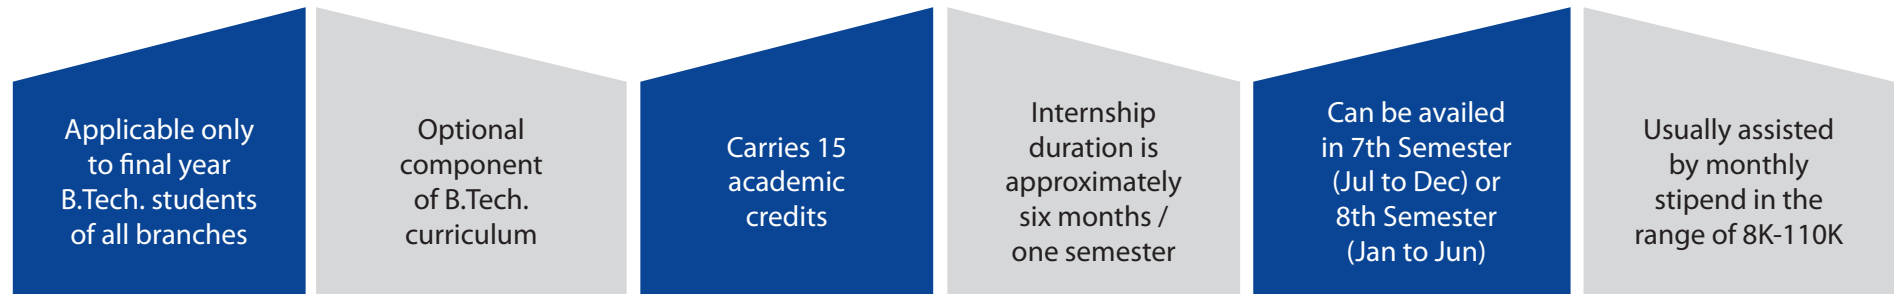 Applicable only
to final year
B.Tech. students
of all branches
Optional
component
of B.Tech.
curriculum
Carries 15
academic
credits
Internship
duration is
approximately
six months /
one semester
Can be availed
in 7th Semester
(Jul to Dec) or
8th Semester
(Jan to Jun)
Usually assisted
by monthly
stipend in the
range of 8K-110K